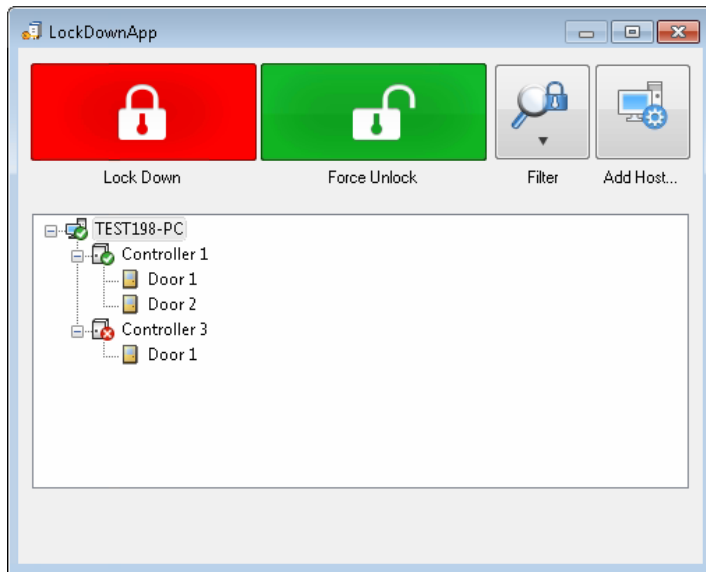 LockDownApp
Lock Down
Force Unlock
Filter
Add Host...
TEST198-PC
Controller 1
Door 1
Door 2
Controller 3
Door 1